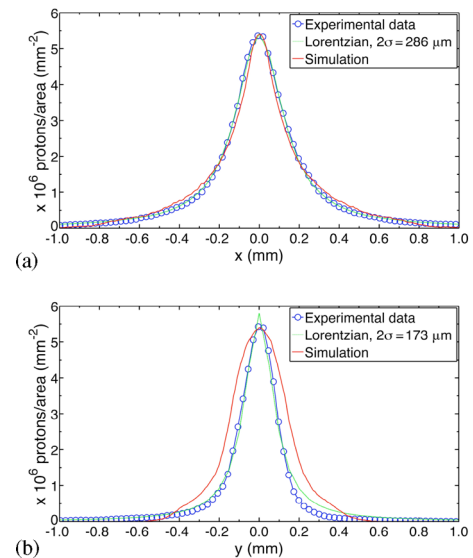 6
5
4
3
2
1
0
x 10⁶ protons/area (mm⁻²)
Experimental data
Lorentzian, 2σ=286 μm
Simulation
-1.0 -0.8 -0.6 -0.4 -0.2 0.0 0.2 0.4 0.6 0.8 1.0
x (mm)
(a)
6
5
4
3
2
1
0
x 10⁶ protons/area (mm⁻²)
Experimental data
Lorentzian, 2σ=173 μm
Simulation
-1.0 -0.8 -0.6 -0.4 -0.2 0.0 0.2 0.4 0.6 0.8 1.0
y (mm)
(b)